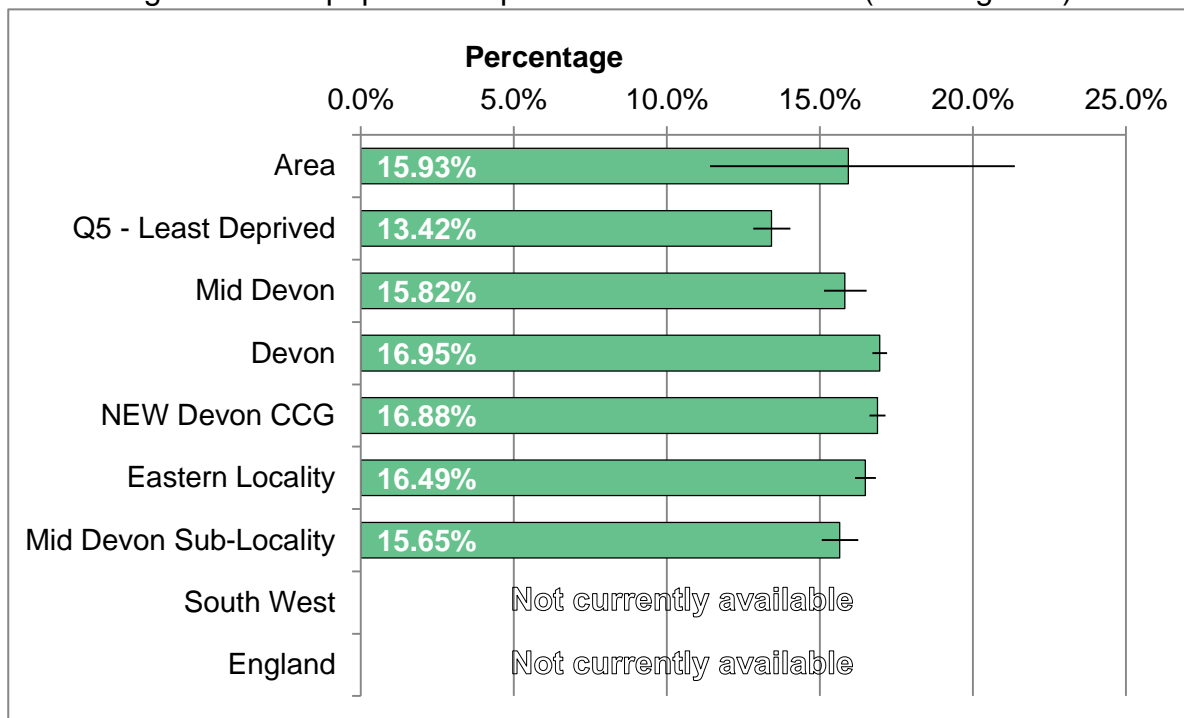 Percentage
0.0% 5.0% 10.0% 15.0% 20.0% 25.0%
Area 15.93%
Q5 - Least Deprived 13.42%
Mid Devon 15.82%
Devon 16.95%
NEW Devon CCG 16.88%
Eastern Locality 16.49%
Mid Devon Sub-Locality 15.65%
South West Not currently available
England Not currently available